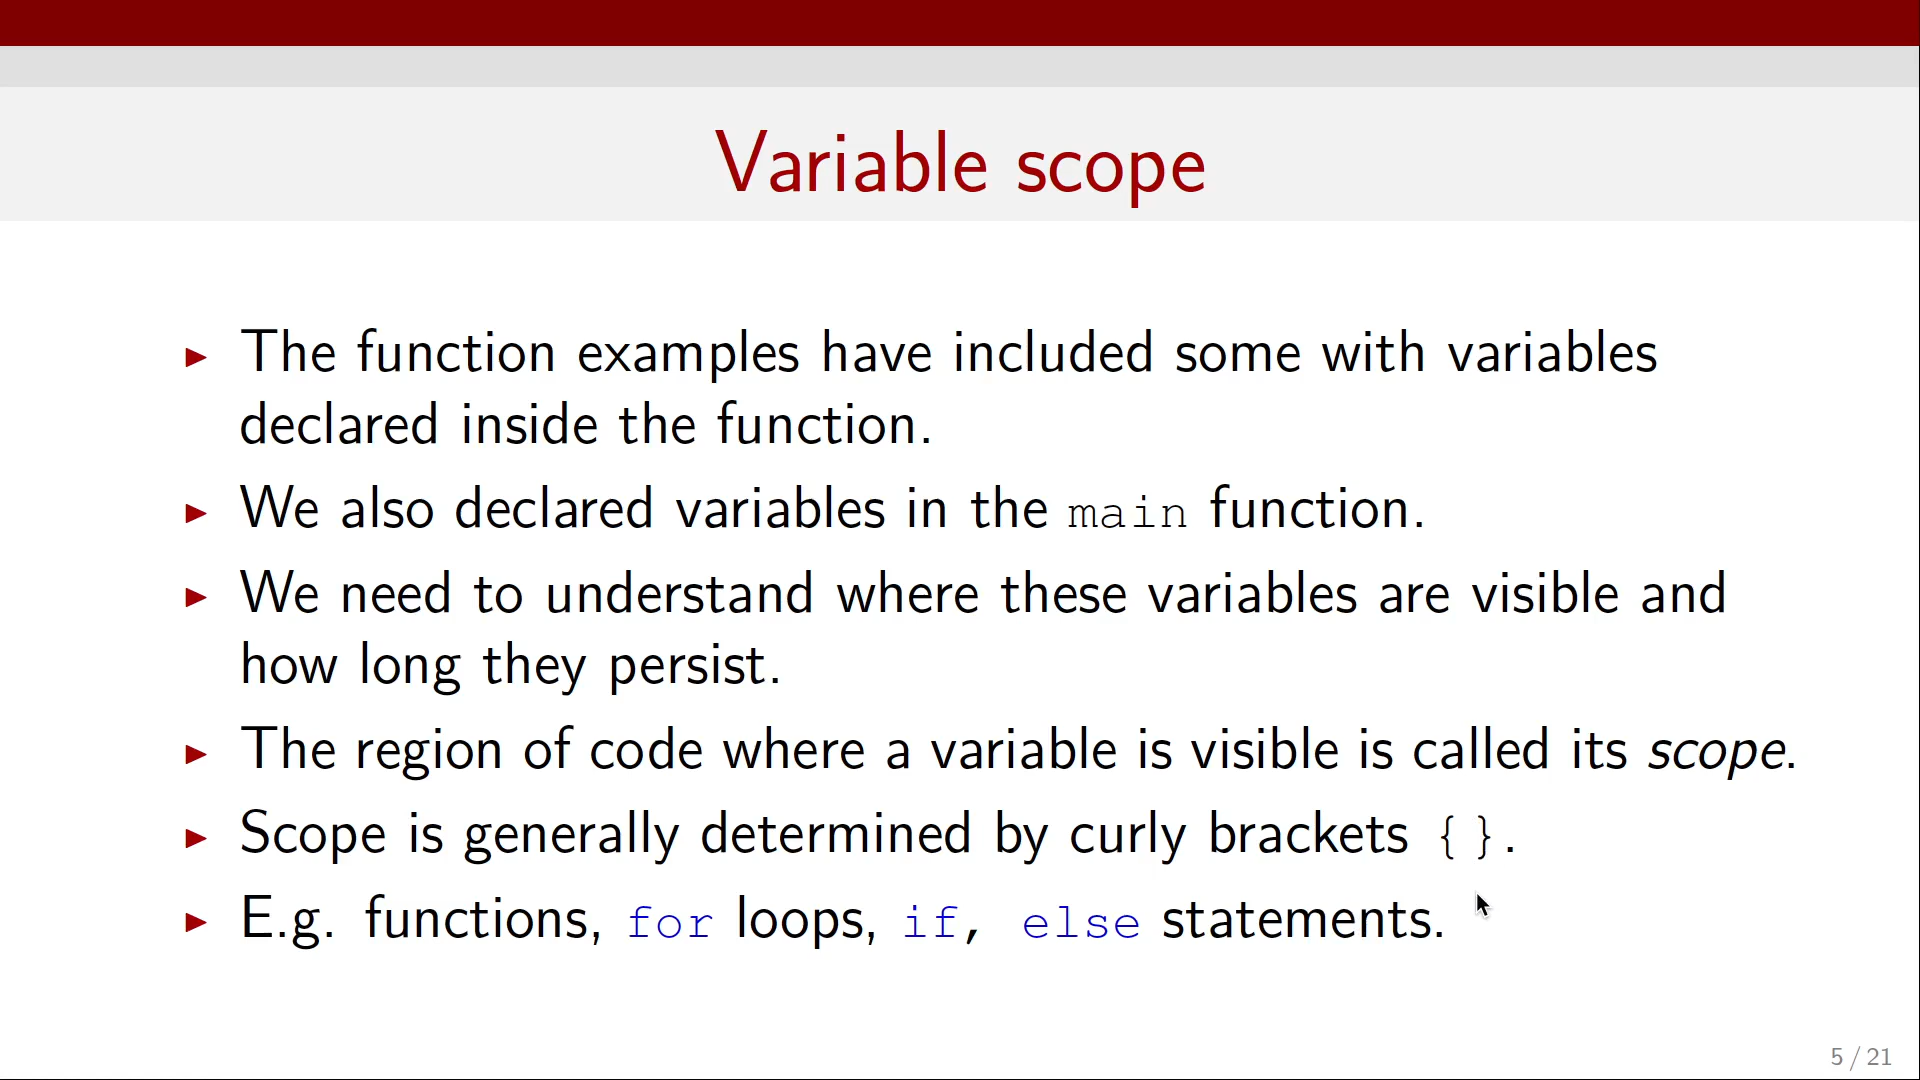 Variable scope
▶ The function examples have included some with variables
declared inside the function.
▶ We also declared variables in the main function.
▶ We need to understand where these variables are visible and
how long they persist.
▶ The region of code where a variable is visible is called its scope.
▶ Scope is generally determined by curly brackets {}.
▶ E.g. functions, for loops, if, else statements.
5 / 21